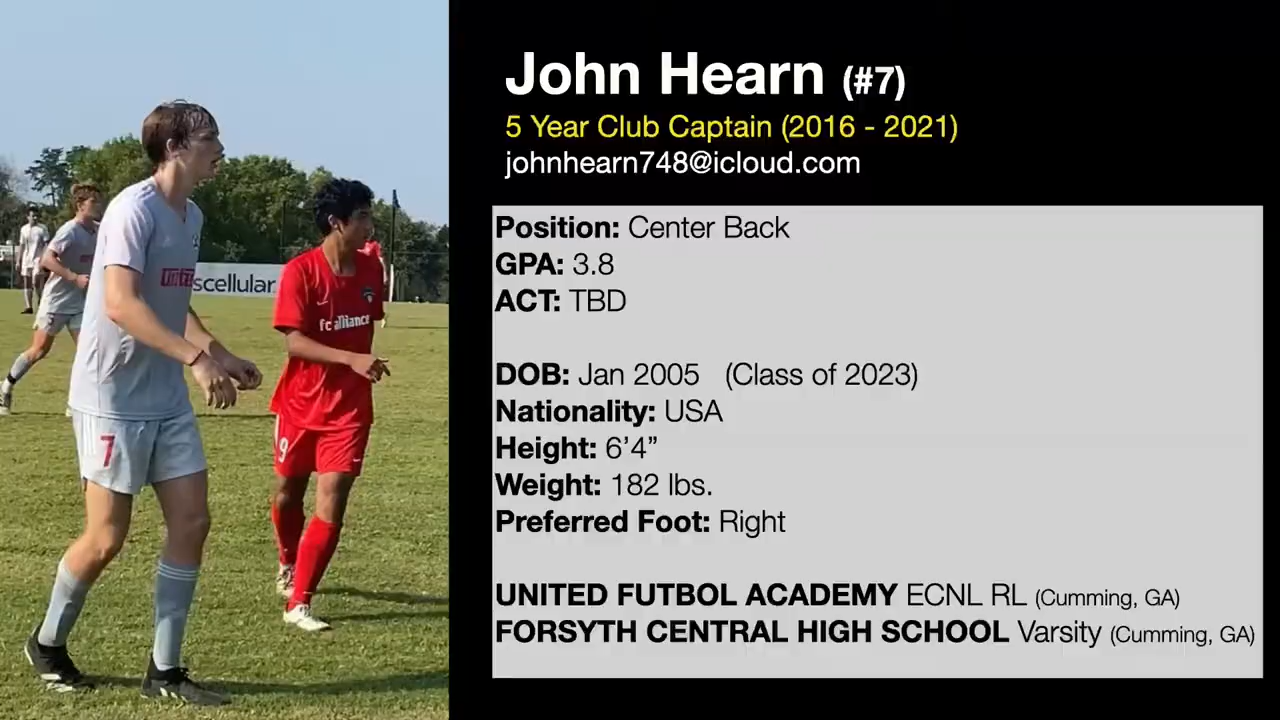 John Hearn (#7)
5 Year Club Captain (2016 - 2021)
johnhearn748@icloud.com
Position: Center Back
GPA: 3.8
ACT: TBD
DOB: Jan 2005 (Class of 2023)
Nationality: USA
Height: 6’4”
Weight: 182 lbs.
Preferred Foot: Right
UNITED FUTBOL ACADEMY ECNL RL (Cumming, GA)
FORSYTH CENTRAL HIGH SCHOOL Varsity (Cumming, GA)
scellular
fc alliance
7
9